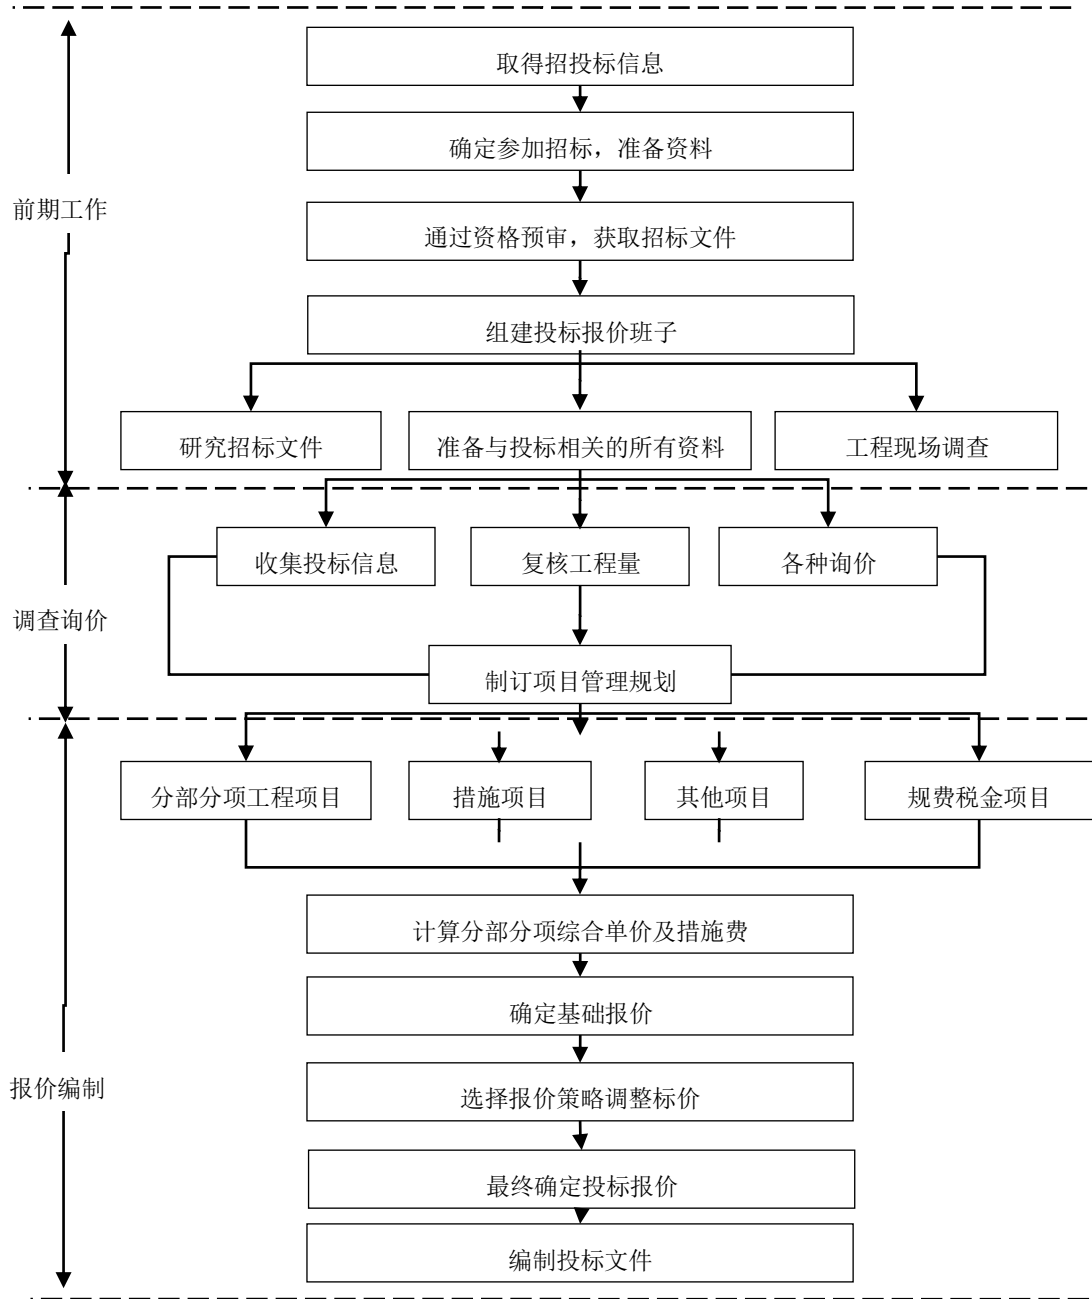 取得招投标信息
确定参加招标，准备资料
前期工作
通过资格预审，获取招标文件
组建投标报价班子
研究招标文件
准备与投标相关的所有资料
工程现场调查
收集投标信息
复核工程量
各种询价
调查询价
制订项目管理规划
分部分项工程项目
措施项目
其他项目
规费税金项目
计算分部分项综合单价及措施费
确定基础报价
报价编制
选择报价策略调整标价
最终确定投标报价
编制投标文件